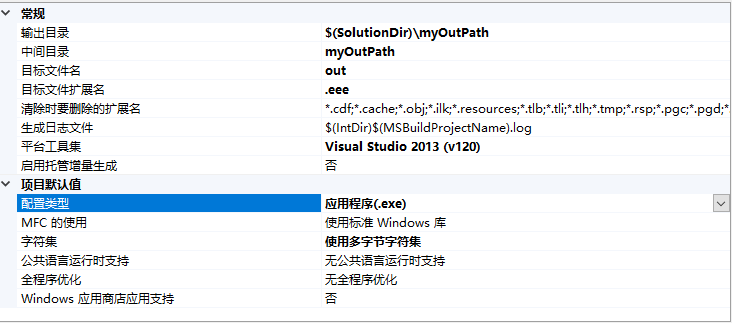 常规
输出目录 $(SolutionDir)\myOutPath
中间目录 myOutPath
目标文件名 out
目标文件扩展名 .eee
清除时要删除的扩展名 *.cdf;*.cache;*.obj;*.ilk;*.resources;*.tlb;*.tli;*.tlh;*.tmp;*.rsp;*.pgc;*.pgd;*.
生成日志文件 $(IntDir)$(MSBuildProjectName).log
平台工具集 Visual Studio 2013 (v120)
启用托管增量生成 否
项目默认值
配置类型 应用程序(.exe)
MFC 的使用 使用标准 Windows 库
字符集 使用多字节字符集
公共语言运行时支持 无公共语言运行时支持
全程序优化 无全程序优化
Windows 应用商店应用支持 否